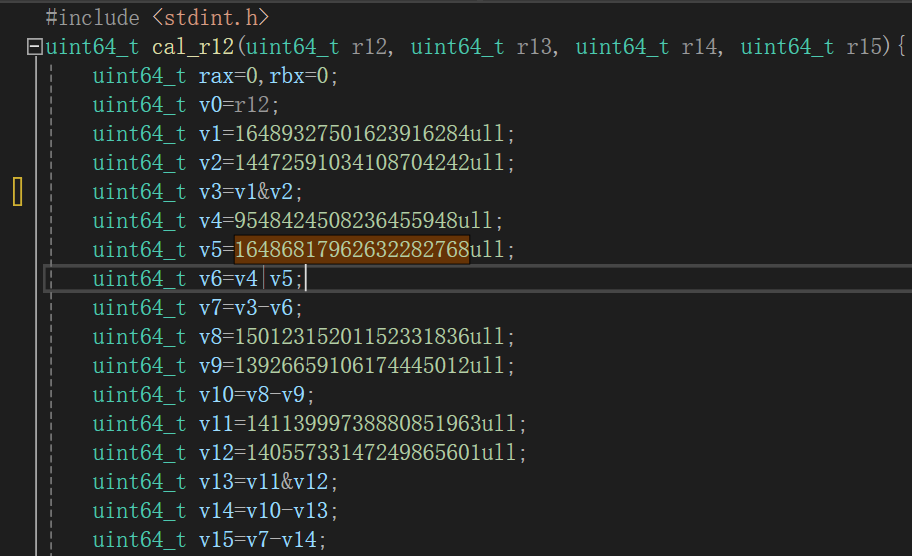 #include <stdint.h>
uint64_t cal_r12(uint64_t r12, uint64_t r13, uint64_t r14, uint64_t r15){
uint64_t rax=0,rbx=0;
uint64_t v0=r12;
uint64_t v1=16489327501623916284ull;
uint64_t v2=14472591034108704242ull;
uint64_t v3=v1&v2;
uint64_t v4=9548424508236455948ull;
uint64_t v5=16486817962632282768ull;
uint64_t v6=v4|v5;
uint64_t v7=v3-v6;
uint64_t v8=15012315201152331836ull;
uint64_t v9=13926659106174445012ull;
uint64_t v10=v8-v9;
uint64_t v11=14113999738880851963ull;
uint64_t v12=14055733147249865601ull;
uint64_t v13=v11&v12;
uint64_t v14=v10-v13;
uint64_t v15=v7-v14;